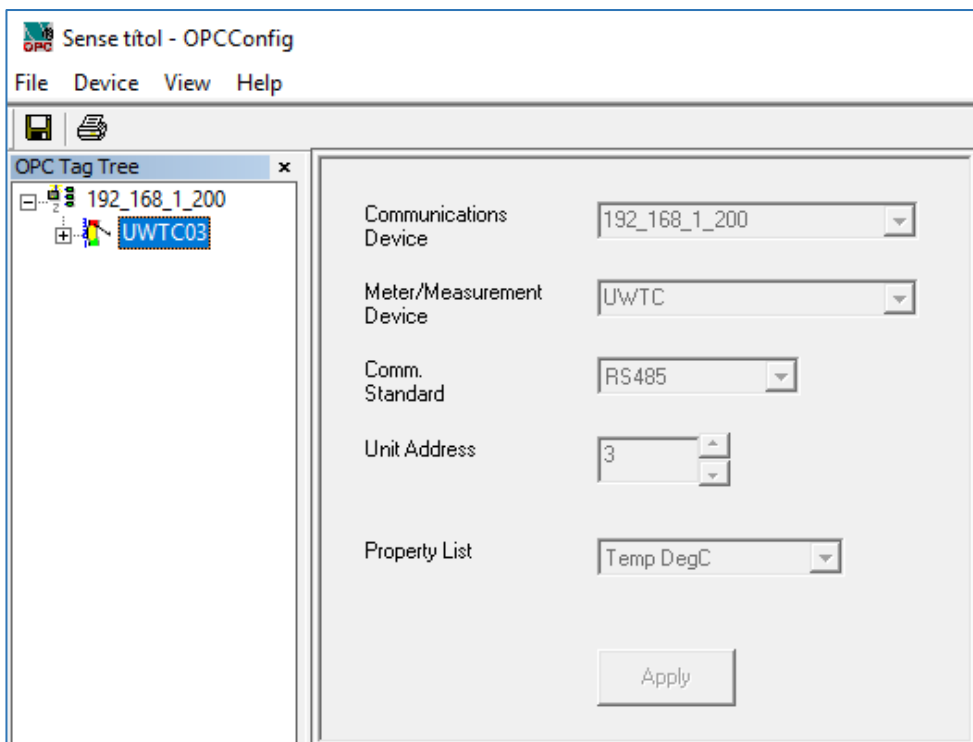 OPC
Sense títol - OPCConfig
File Device View Help
OPC Tag Tree x
192_168_1_200
UWTC03
Communications
Device
192_168_1_200
Meter/Measurement
Device
UWTC
Comm.
Standard
RS485
Unit Address
3
Property List
Temp DegC
Apply